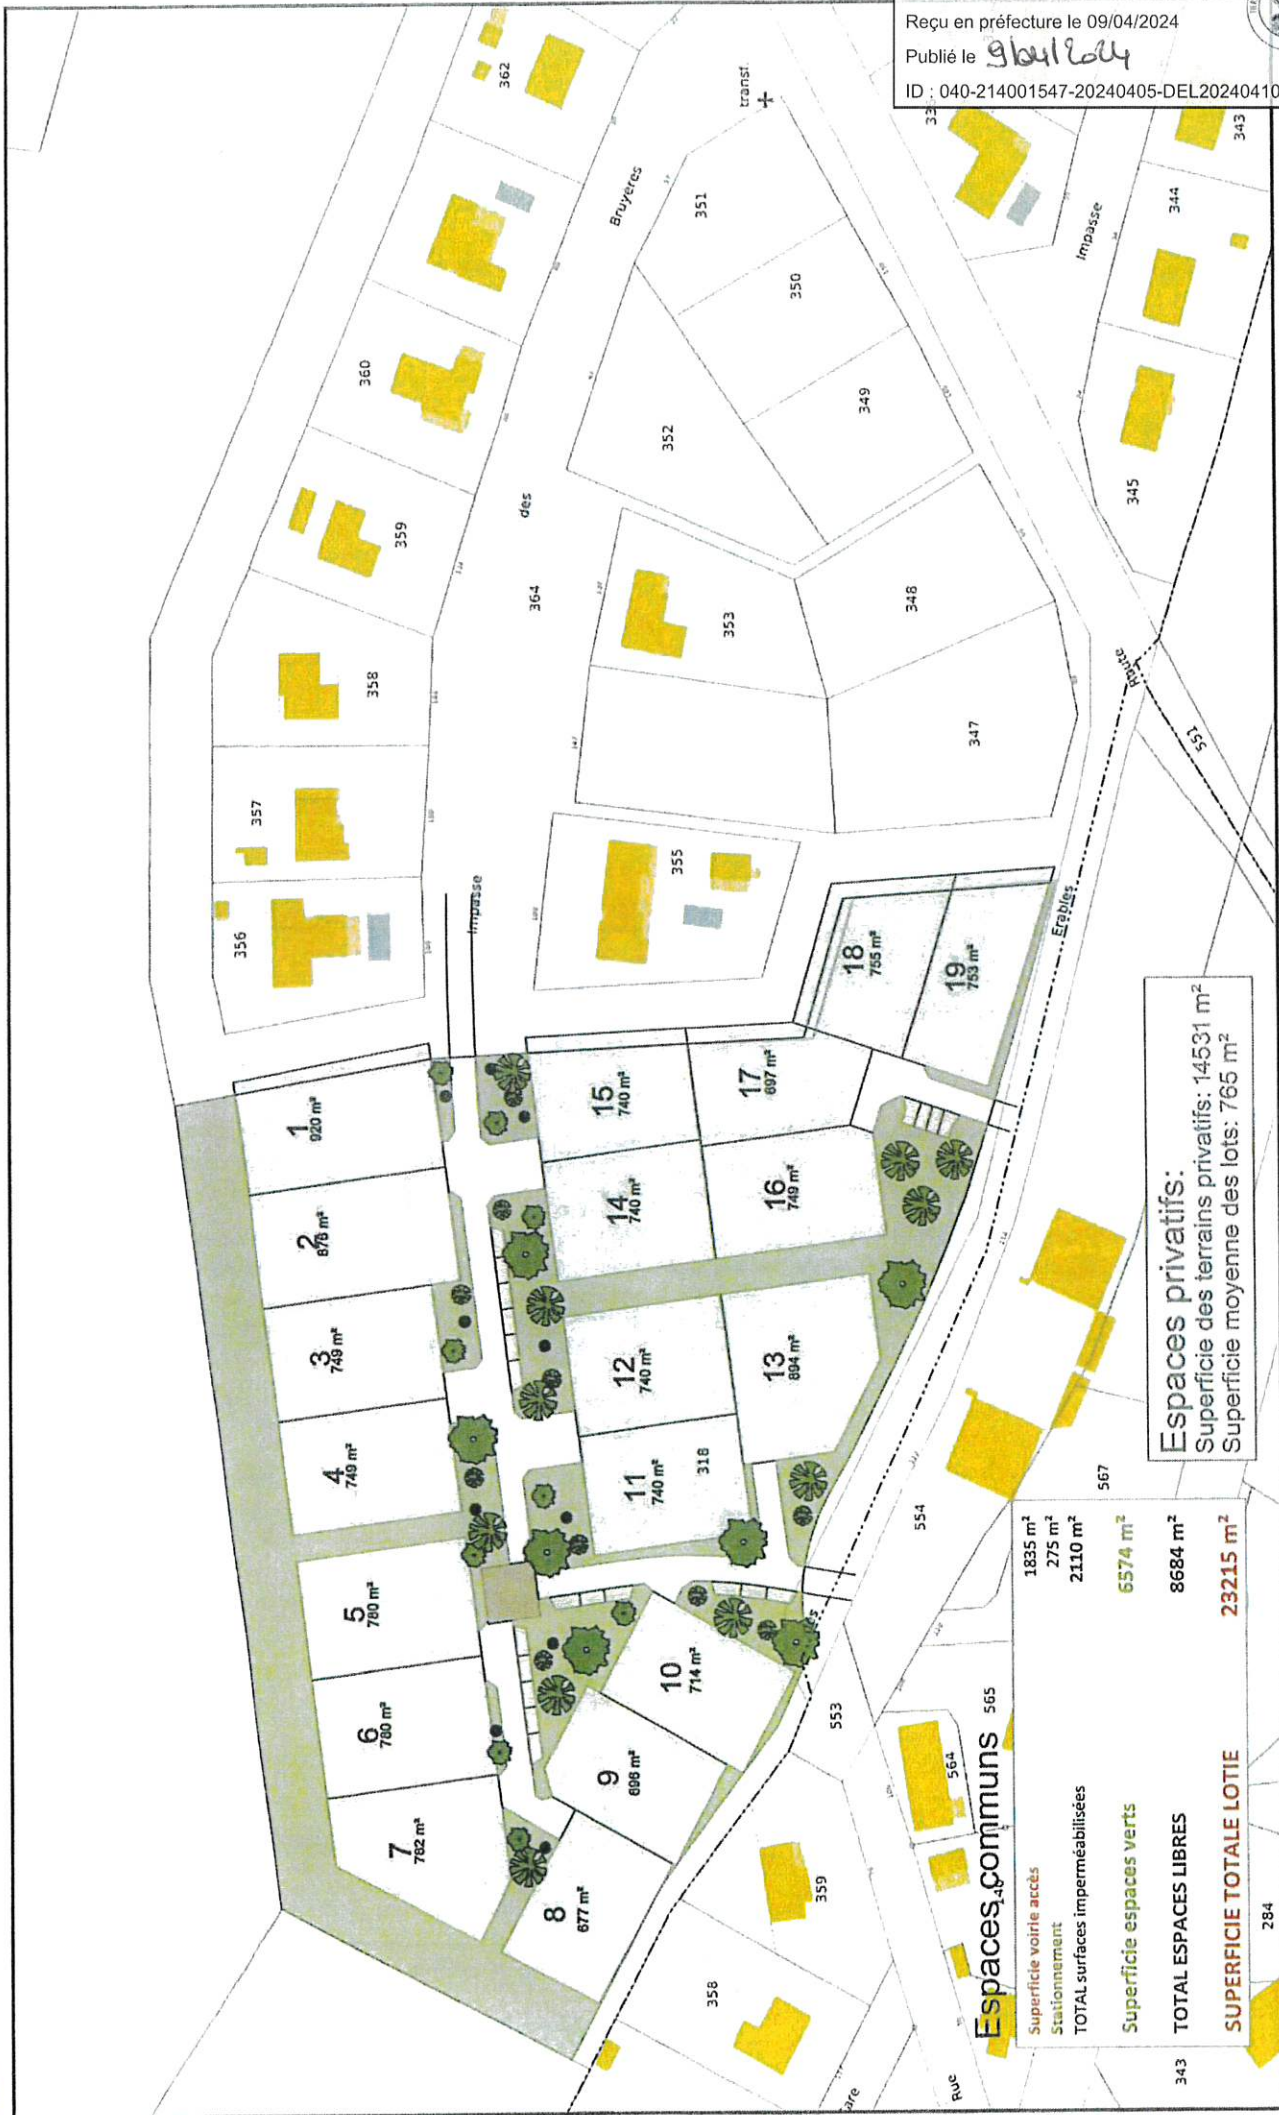 Reçu en préfecture le 09/04/2024
Publié le 9/04/2024
ID : 040-214001547-20240405-DEL20240410
362
transf.
Bruyères
351
350
349
352
360
359
des
364
353
348
347
358
357
356
Impasse
355
Impasse
343
344
345
Route
551
Erables
1
920 m²
2
876 m²
3
749 m²
4
749 m²
5
780 m²
6
780 m²
7
782 m²
8
677 m²
9
696 m²
10
714 m²
11
740 m²
318
12
740 m²
13
894 m²
14
740 m²
15
740 m²
16
749 m²
17
697 m²
18
755 m²
19
753 m²
553
554
567
565
564
359
358
Rue
343
284
Espaces privatifs:
Superficie des terrains privatifs: 14531 m²
Superficie moyenne des lots: 765 m²
Espaces communs
Superficie voirie accès 1835 m²
Stationnement 275 m²
TOTAL surfaces imperméabilisées 2110 m²
Superficie espaces verts 6574 m²
TOTAL ESPACES LIBRES 8684 m²
SUPERFICIE TOTALE LOTIE 23215 m²